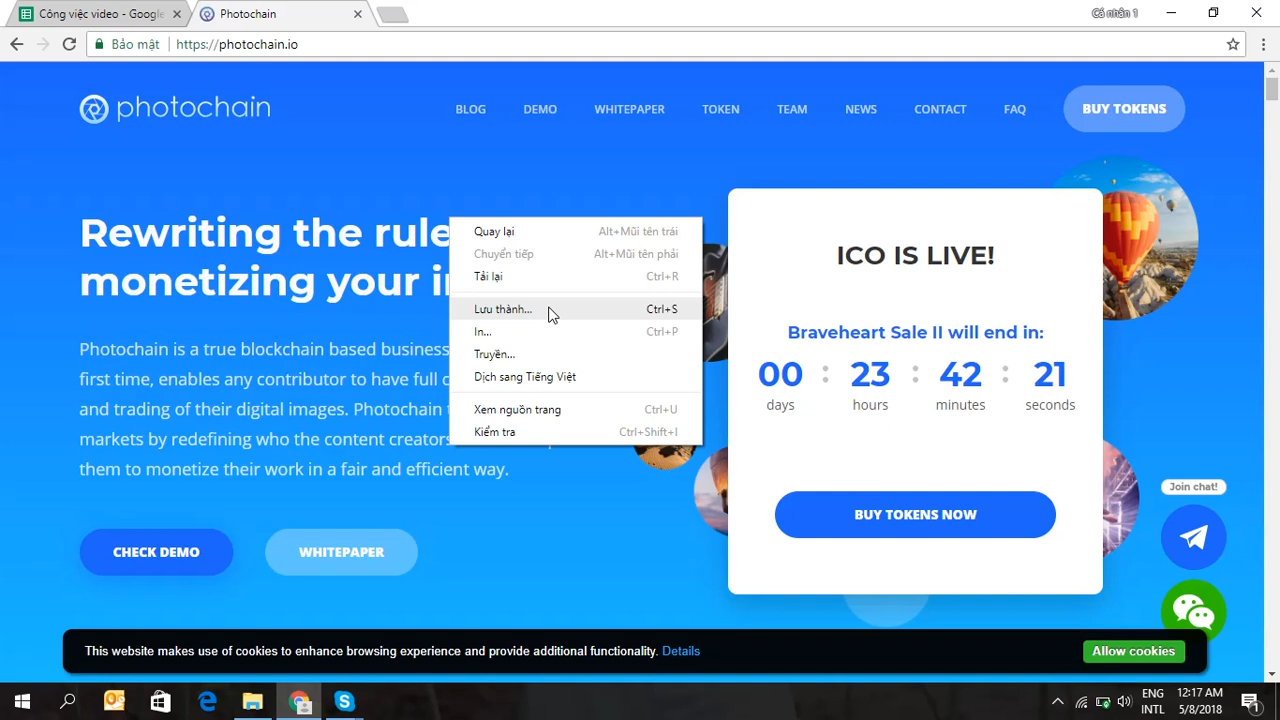 Công việc video - Google
Photochain
Cá nhân 1
Bảo mật
https://photochain.io
photochain
BLOG
DEMO
WHITEPAPER
TOKEN
TEAM
NEWS
CONTACT
FAQ
BUY TOKENS
Rewriting the rule
monetizing your i
Photochain is a true blockchain based business
first time, enables any contributor to have full
and trading of their digital images. Photochain
markets by redefining who the content creators
them to monetize their work in a fair and efficient way.
CHECK DEMO
WHITEPAPER
Quay lại Alt+Mũi tên trái
Chuyển tiếp Alt+Mũi tên phải
Tải lại Ctrl+R
Lưu thành... Ctrl+S
In... Ctrl+P
Truyền...
Dịch sang Tiếng Việt
Xem nguồn trang Ctrl+U
Kiểm tra Ctrl+Shift+I
ICO IS LIVE!
Braveheart Sale II will end in:
00 : 23 : 42 : 21
days hours minutes seconds
BUY TOKENS NOW
Join chat!
This website makes use of cookies to enhance browsing experience and provide additional functionality. Details
Allow cookies
ENG
INTL
12:17 AM
5/8/2018
1